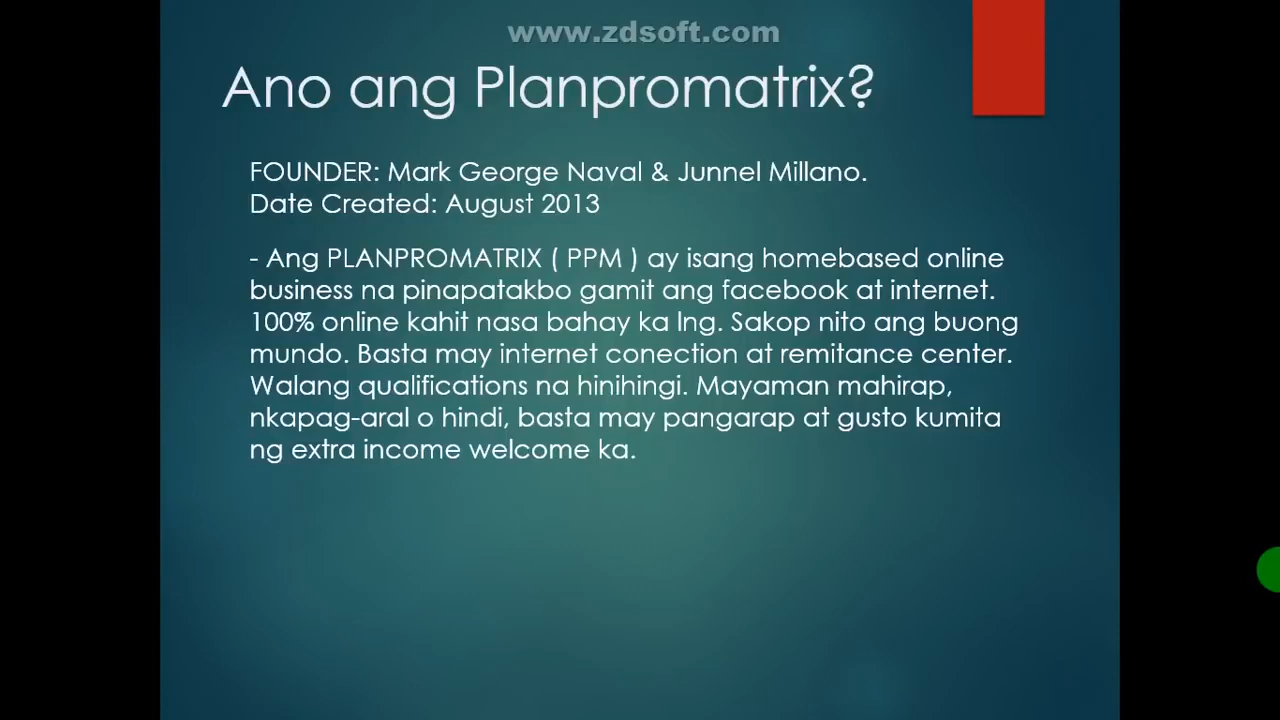 www.zdsoft.com
Ano ang Planpromatrix?
FOUNDER: Mark George Naval & Junnel Millano.
Date Created: August 2013
- Ang PLANPROMATRIX ( PPM ) ay isang homebased online
business na pinapatakbo gamit ang facebook at internet.
100% online kahit nasa bahay ka lng. Sakop nito ang buong
mundo. Basta may internet conection at remitance center.
Walang qualifications na hinihingi. Mayaman mahirap,
nkapag-aral o hindi, basta may pangarap at gusto kumita
ng extra income welcome ka.